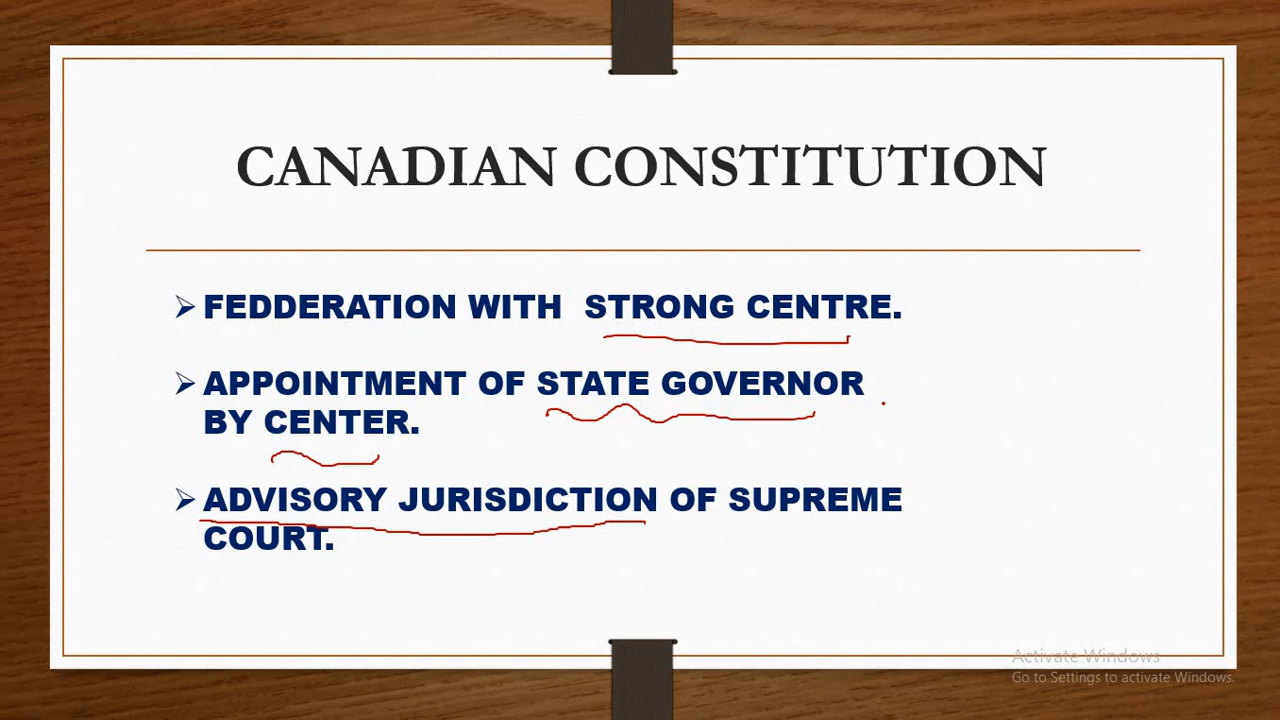 CANADIAN CONSTITUTION
FEDDERATION WITH STRONG CENTRE.
APPOINTMENT OF STATE GOVERNOR
BY CENTER.
ADVISORY JURISDICTION OF SUPREME
COURT.
Activate Windows
Go to Settings to activate Windows.